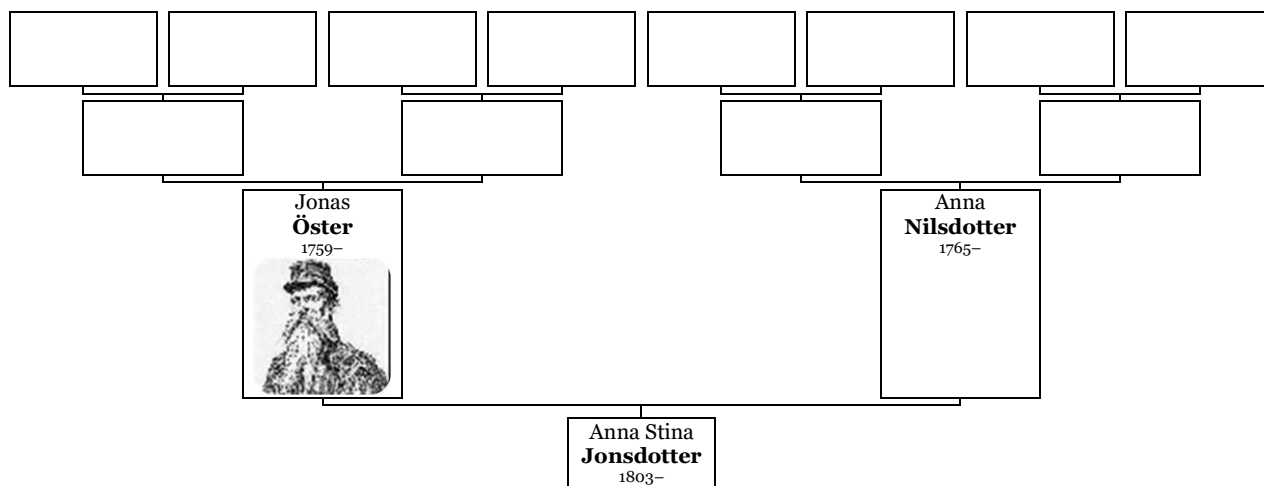 Jonas
Öster
1759–
Anna
Nilsdotter
1765–
Anna Stina
Jonsdotter
1803–